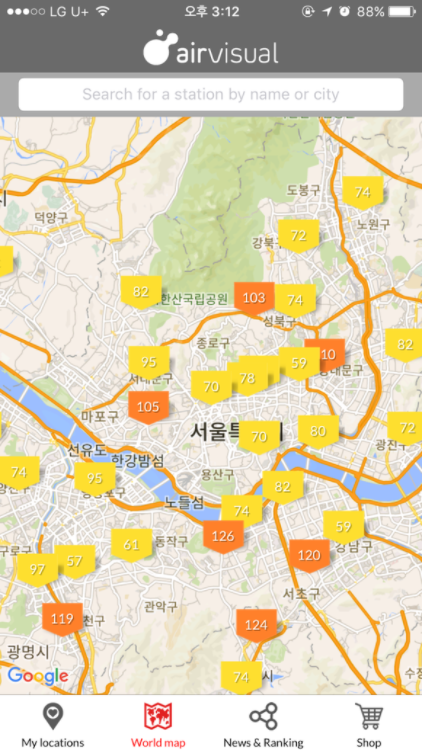 LG U+ 오후 3:12 88%
airvisual
Search for a station by name or city
도봉구 74
덕양구 노원구
72
강북구
82 한산국립공원 103 74
성북구
종로구 82
95 59 10
서대문구 70 78 동대문구
105
마포구
서울특 70 80 72
선유도 광진
한강밤섬
74 95 용산구 82
노들섬 74
126 59
61 동작구 강남구
구로구 57 120
97
서초구
관악구
119 천구 124
광명시
74 시
수정
Google
My locations World map News & Ranking Shop